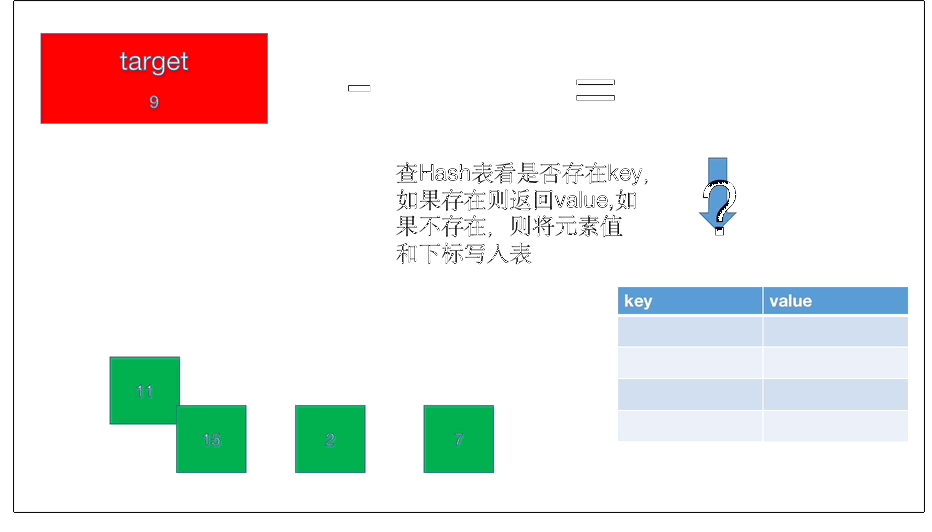 target
9
- =
查Hash表看是否存在key,
如果存在则返回value,如
果不存在，则将元素值
和下标写入表
?
key value
11
15 2 7